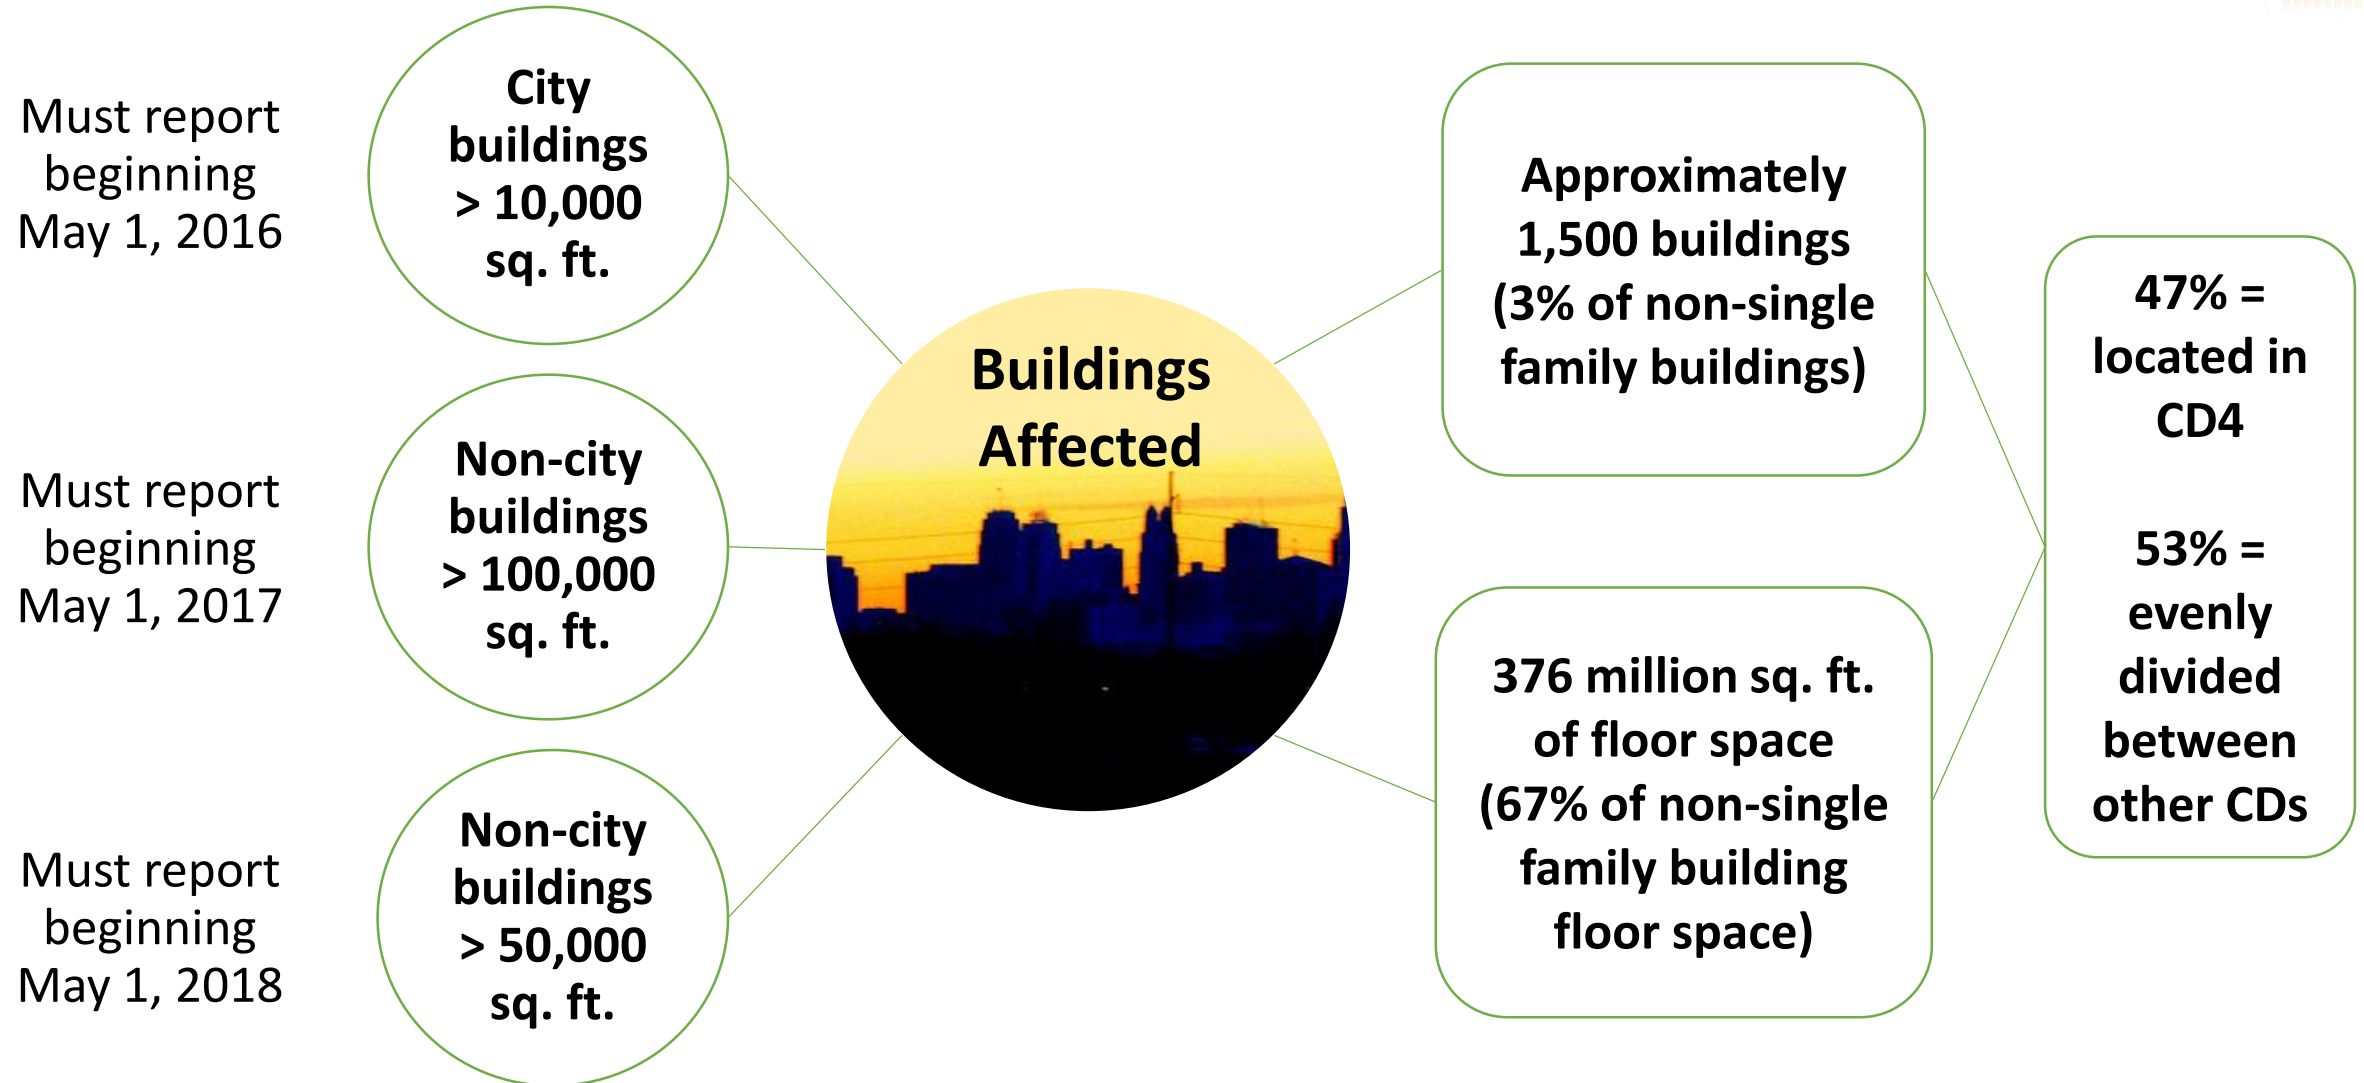 Must report
beginning
May 1, 2016
City
buildings
> 10,000
sq. ft.
Must report
beginning
May 1, 2017
Non-city
buildings
> 100,000
sq. ft.
Must report
beginning
May 1, 2018
Non-city
buildings
> 50,000
sq. ft.
Buildings
Affected
Approximately
1,500 buildings
(3% of non-single
family buildings)
376 million sq. ft.
of floor space
(67% of non-single
family building
floor space)
47% =
located in
CD4
53% =
evenly
divided
between
other CDs